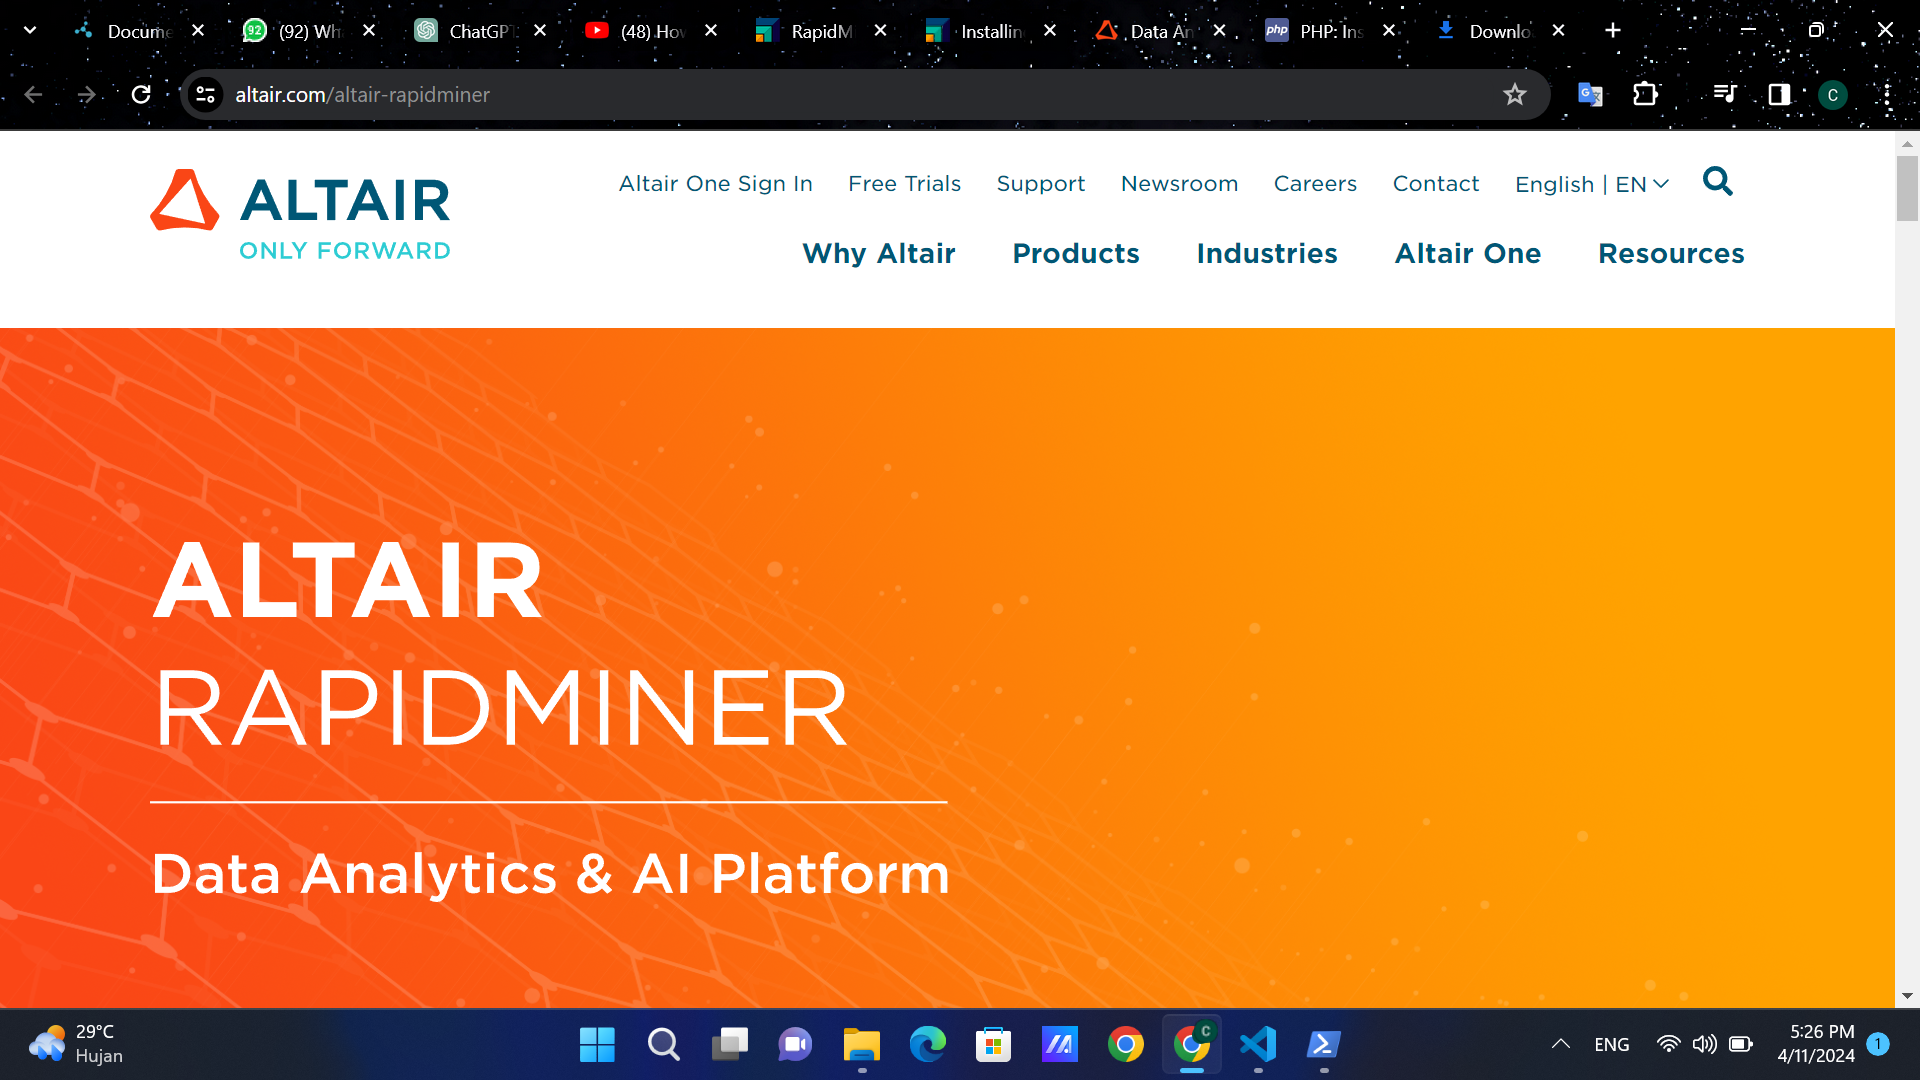 Docume
(92) Wh
ChatGPT
(48) How
RapidM
Installin
Data An
PHP: Ins
Downlo
altair.com/altair-rapidminer
C
ALTAIR
ONLY FORWARD
Altair One Sign In
Free Trials
Support
Newsroom
Careers
Contact
English | EN
Why Altair
Products
Industries
Altair One
Resources
ALTAIR
RAPIDMINER
Data Analytics & AI Platform
29°C
Hujan
ENG
5:26 PM
4/11/2024
1